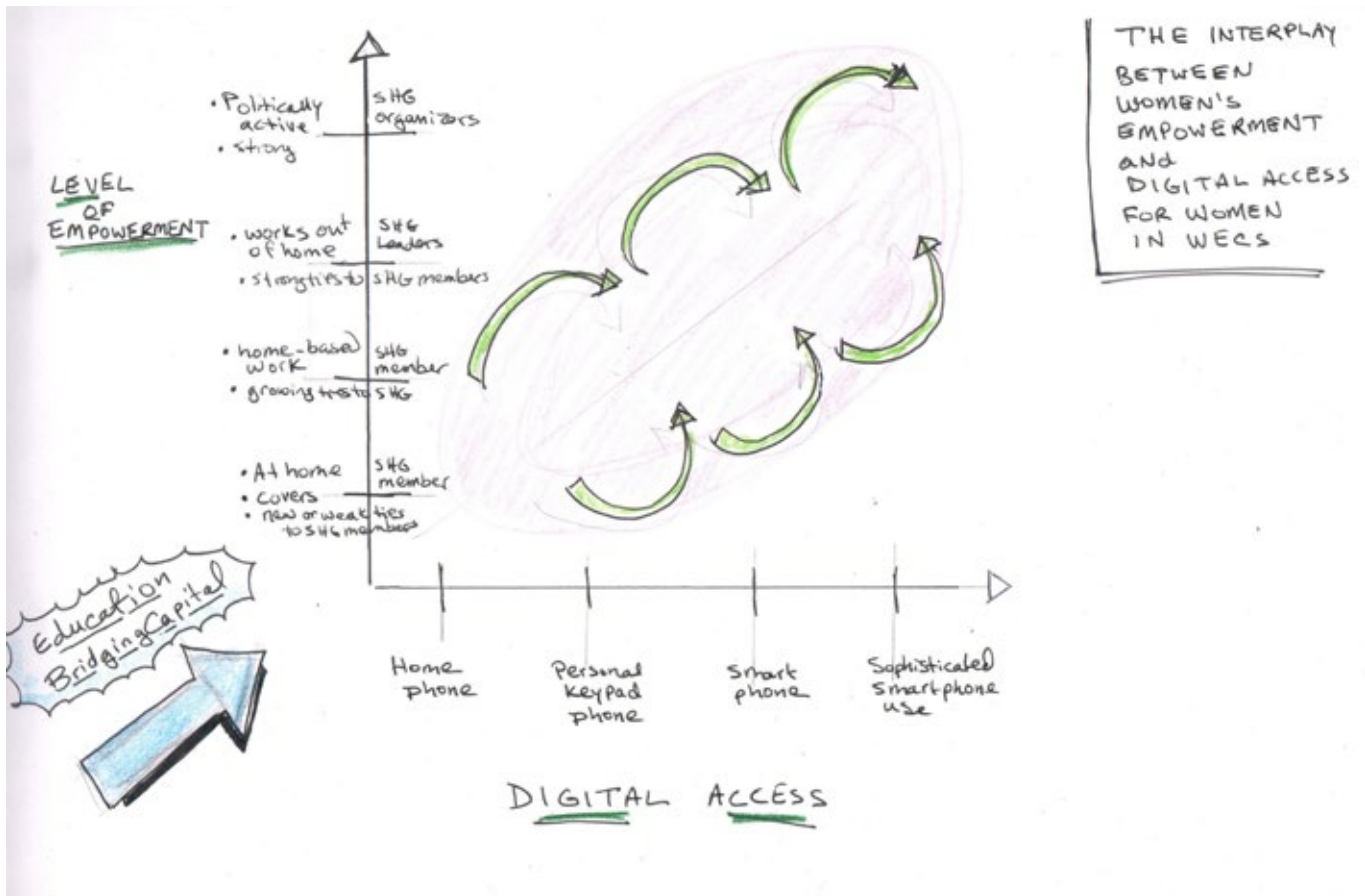 THE INTERPLAY
BETWEEN
WOMEN'S
EMPOWERMENT
and
DIGITAL ACCESS
FOR WOMEN
IN WECS
LEVEL
OF
EMPOWERMENT
• Politically
active
• strong
SHG
organizors
• works out
of home
SHG
Leaders
• strong ties to SHG members
• home-based
work
SHG
member
• growing ties to SHG
• At home
SHG
member
• covers
• new or weak ties
to SHG members
Education
Bridging Capital
Home
phone
Personal
Keypad
phone
Smart
phone
Sophisticated
Smartphone
use
DIGITAL ACCESS